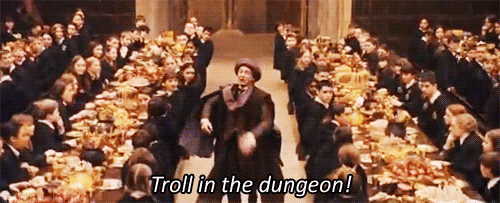 Troll in the dungeon!